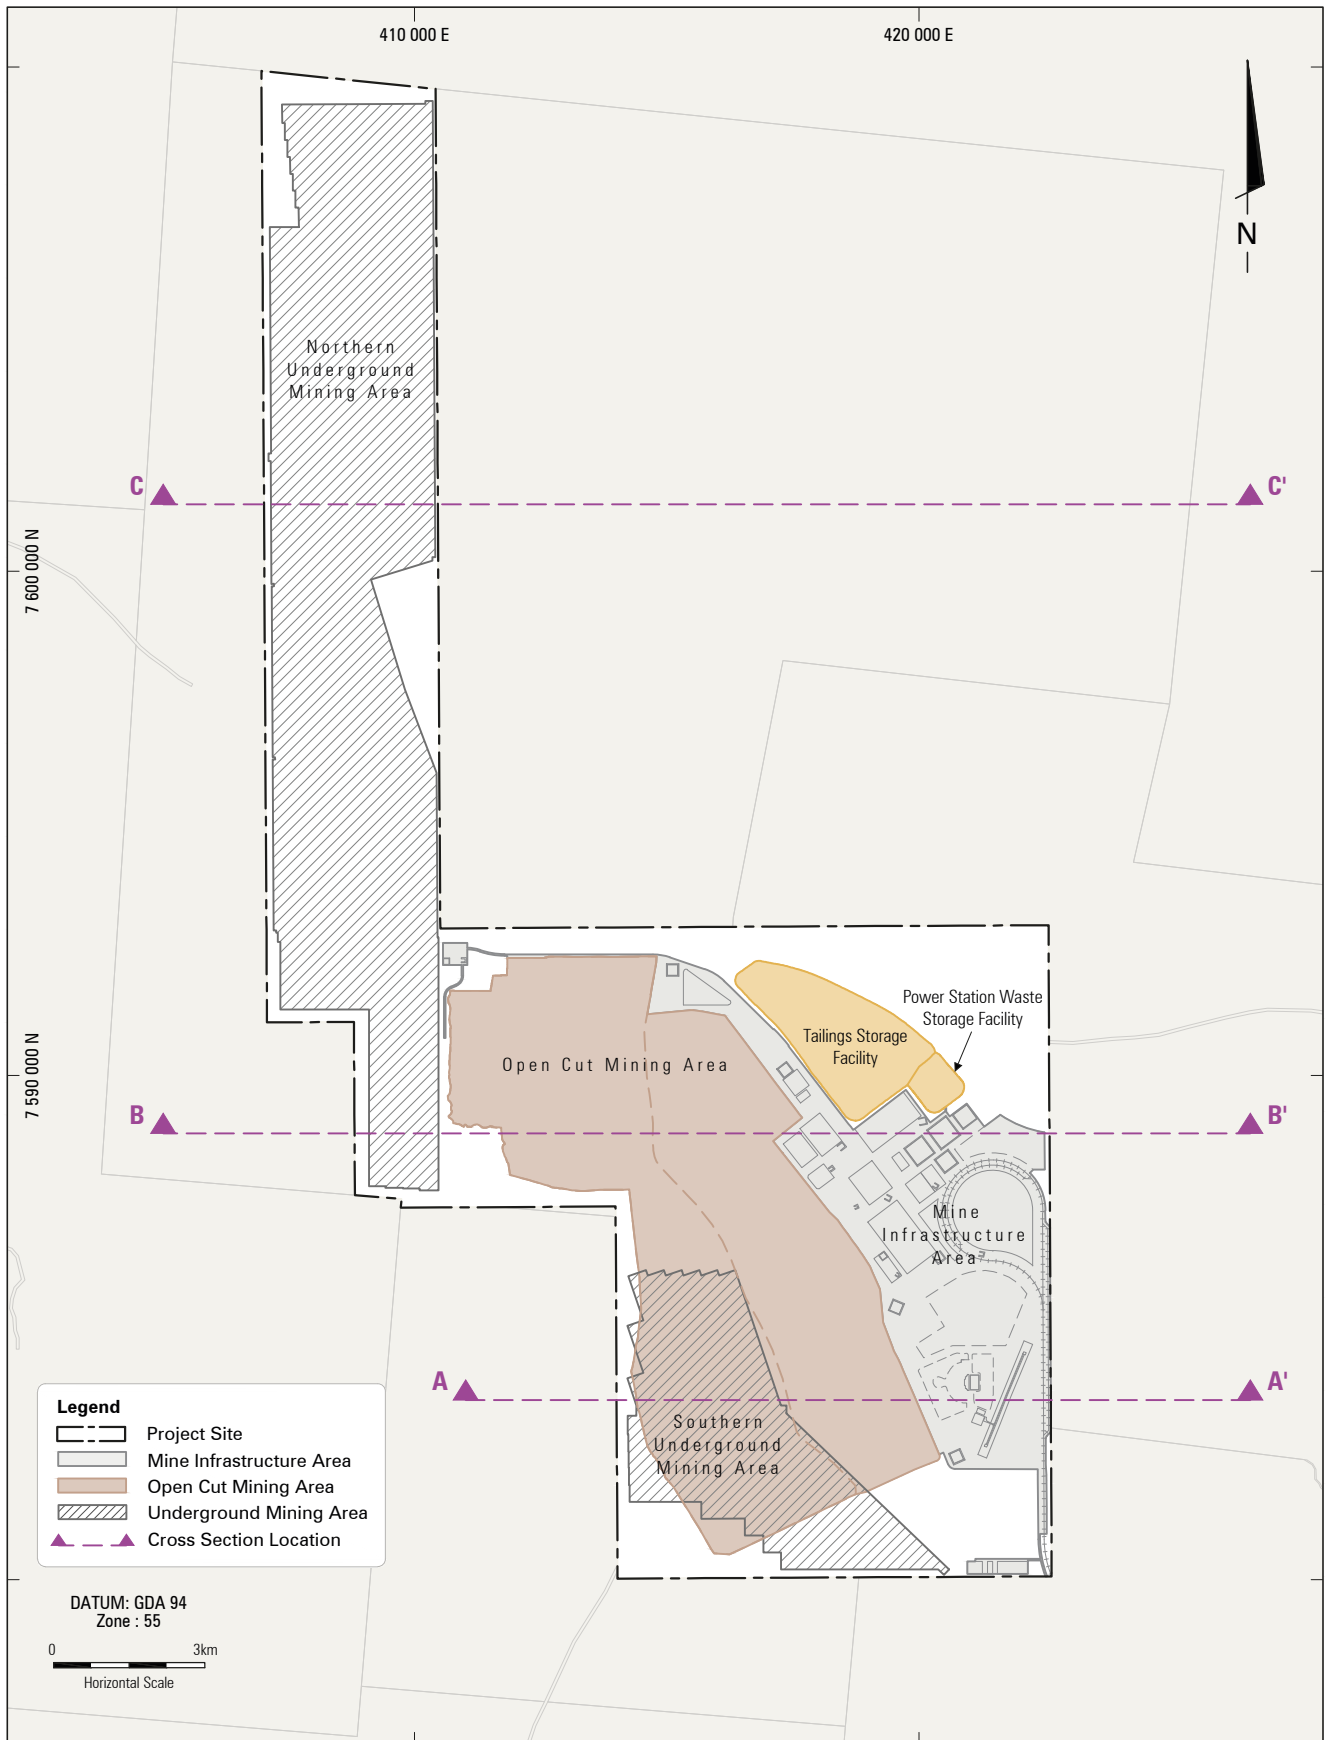 410 000 E
420 000 E
N
Northern
Underground
Mining Area
C
C'
7 600 000 N
Power Station Waste
Storage Facility
Tailings Storage
Facility
Open Cut Mining Area
7 590 000 N
B
B'
Mine
Infrastructure
Area
A
A'
Southern
Underground
Mining Area
Legend
Project Site
Mine Infrastructure Area
Open Cut Mining Area
Underground Mining Area
Cross Section Location
DATUM: GDA 94
Zone : 55
0 3km
Horizontal Scale